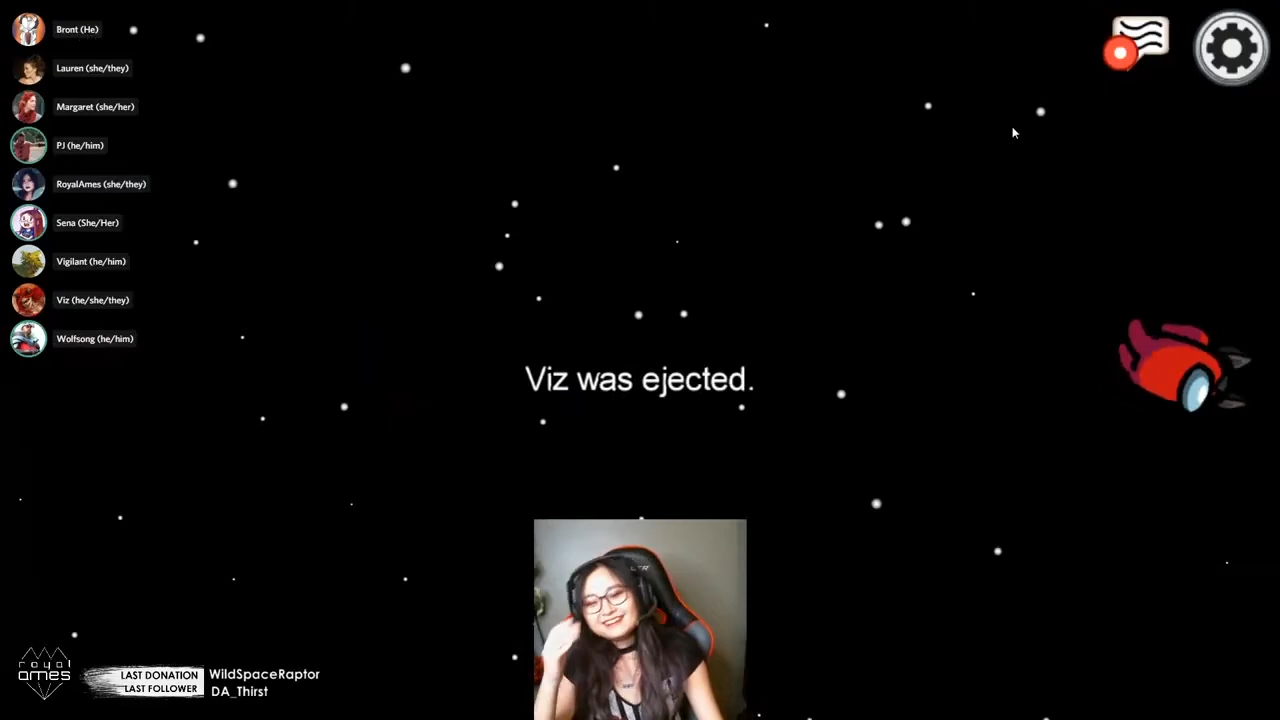 Bront (He)
Lauren (she/they)
Margaret (she/her)
PJ (he/him)
RoyalAmes (she/they)
Sena (She/Her)
Vigilant (he/him)
Viz (he/she/they)
Wolfsong (he/him)
Viz was ejected.
royal
ames
LAST DONATION WildSpaceRaptor
LAST FOLLOWER DA_Thirst